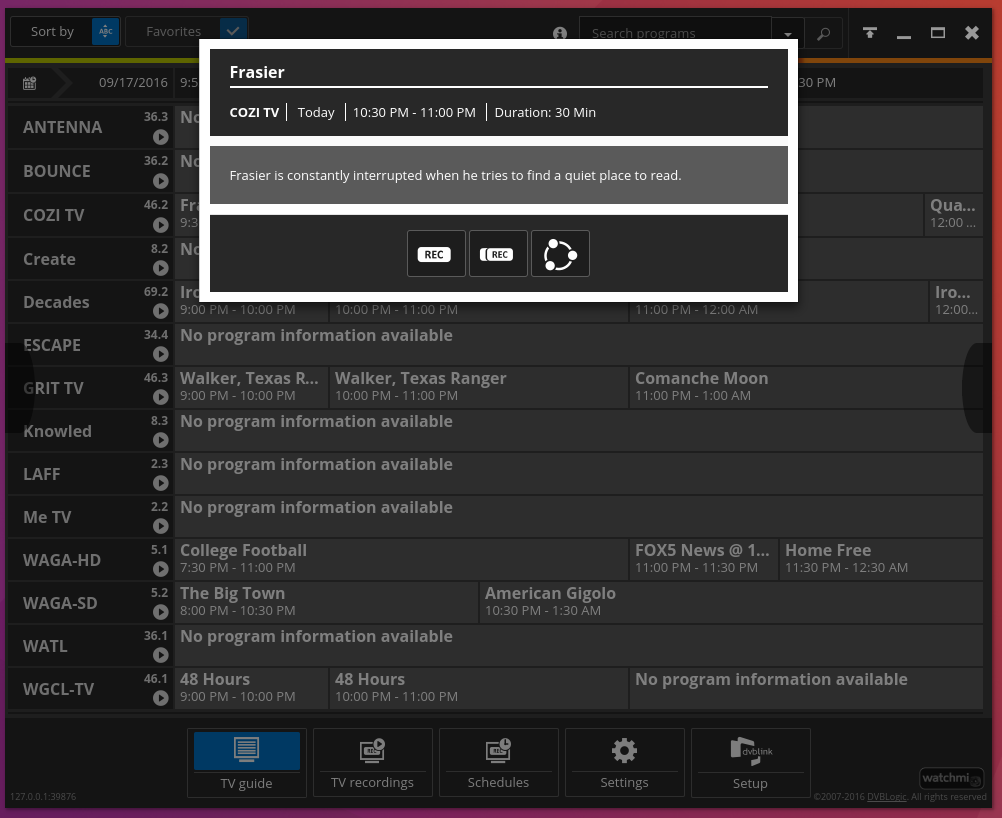 Sort by
ABC
Favorites
Search programs
Frasier
COZI TV Today 10:30 PM - 11:00 PM Duration: 30 Min
Frasier is constantly interrupted when he tries to find a quiet place to read.
REC REC
09/17/2016 9:5 30 PM
ANTENNA 36.3 No
BOUNCE 36.2 No
COZI TV 46.2 Fra Qua...
9:3 12:00 ...
Create 8.2 No
Decades 69.2 Iro Iro...
9:00 PM - 10:00 PM 10:00 PM - 11:00 PM 11:00 PM - 12:00 AM 12:00...
ESCAPE 34.4 No program information available
GRIT TV 46.3 Walker, Texas R... Walker, Texas Ranger Comanche Moon
9:00 PM - 10:00 PM 10:00 PM - 11:00 PM 11:00 PM - 1:00 AM
Knowled 8.3 No program information available
LAFF 2.3 No program information available
Me TV 2.2 No program information available
WAGA-HD 5.1 College Football FOX5 News @ 1... Home Free
7:30 PM - 11:00 PM 11:00 PM - 11:30 PM 11:30 PM - 12:30 AM
WAGA-SD 5.2 The Big Town American Gigolo
8:00 PM - 10:30 PM 10:30 PM - 1:30 AM
WATL 36.1 No program information available
WGCL-TV 46.1 48 Hours 48 Hours No program information available
9:00 PM - 10:00 PM 10:00 PM - 11:00 PM
TV guide
REC
TV recordings
REC
Schedules
Settings
dvblink
Setup
watchmi
127.0.0.1:39876
©2007-2016 DVBLogic. All rights reserved